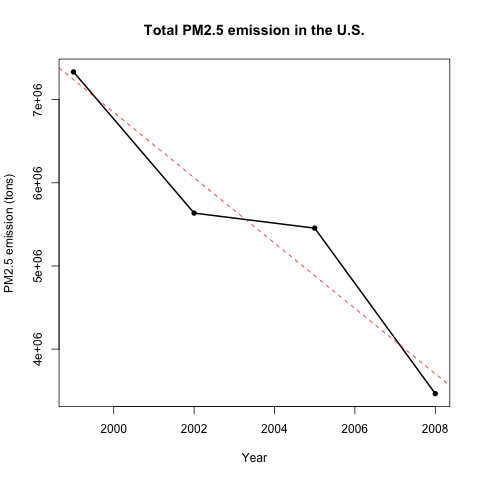 Total PM2.5 emission in the U.S.
PM2.5 emission (tons)
7e+06
6e+06
5e+06
4e+06
2000 2002 2004 2006 2008
Year